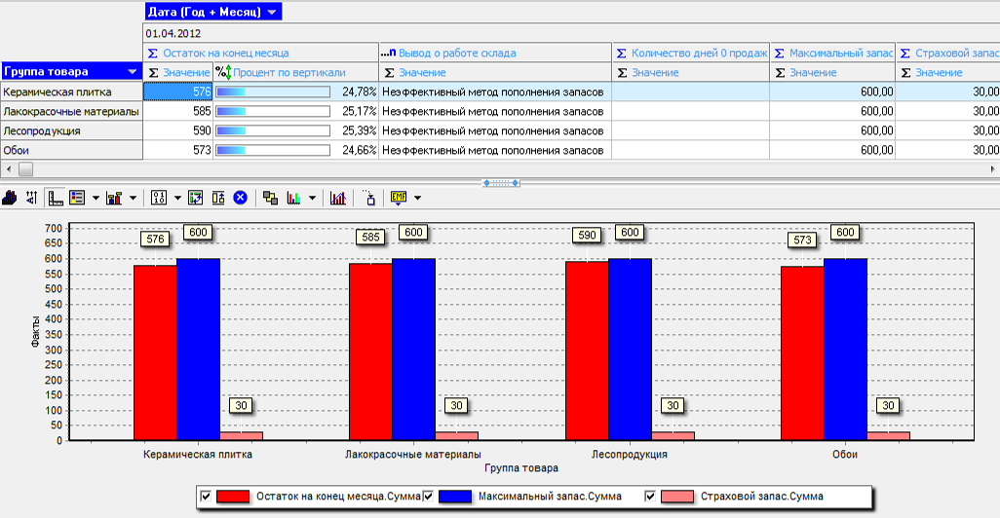 Дата (Год + Месяц)
01.04.2012
Σ Остаток на конец месяца ...n Вывод о работе склада Σ Количество дней 0 продаж Σ Максимальный запас Σ Страховой запас
Группа товара Σ Значение % Процент по вертикали Σ Значение Σ Значение Σ Значение Σ Значение
Керамическая плитка 576 24,78% Неэффективный метод пополнения запасов 600,00 30,00
Лакокрасочные материалы 585 25,17% Неэффективный метод пополнения запасов 600,00 30,00
Лесопродукция 590 25,39% Неэффективный метод пополнения запасов 600,00 30,00
Обои 573 24,66% Неэффективный метод пополнения запасов 600,00 30,00
EMF
700
650
600
550
500
450
400
350
300
250
200
150
100
50
0
Факты
576 600 30
585 600 30
590 600 30
573 600 30
Керамическая плитка Лакокрасочные материалы Лесопродукция Обои
Группа товара
Остаток на конец месяца.Сумма Максимальный запас.Сумма Страховой запас.Сумма